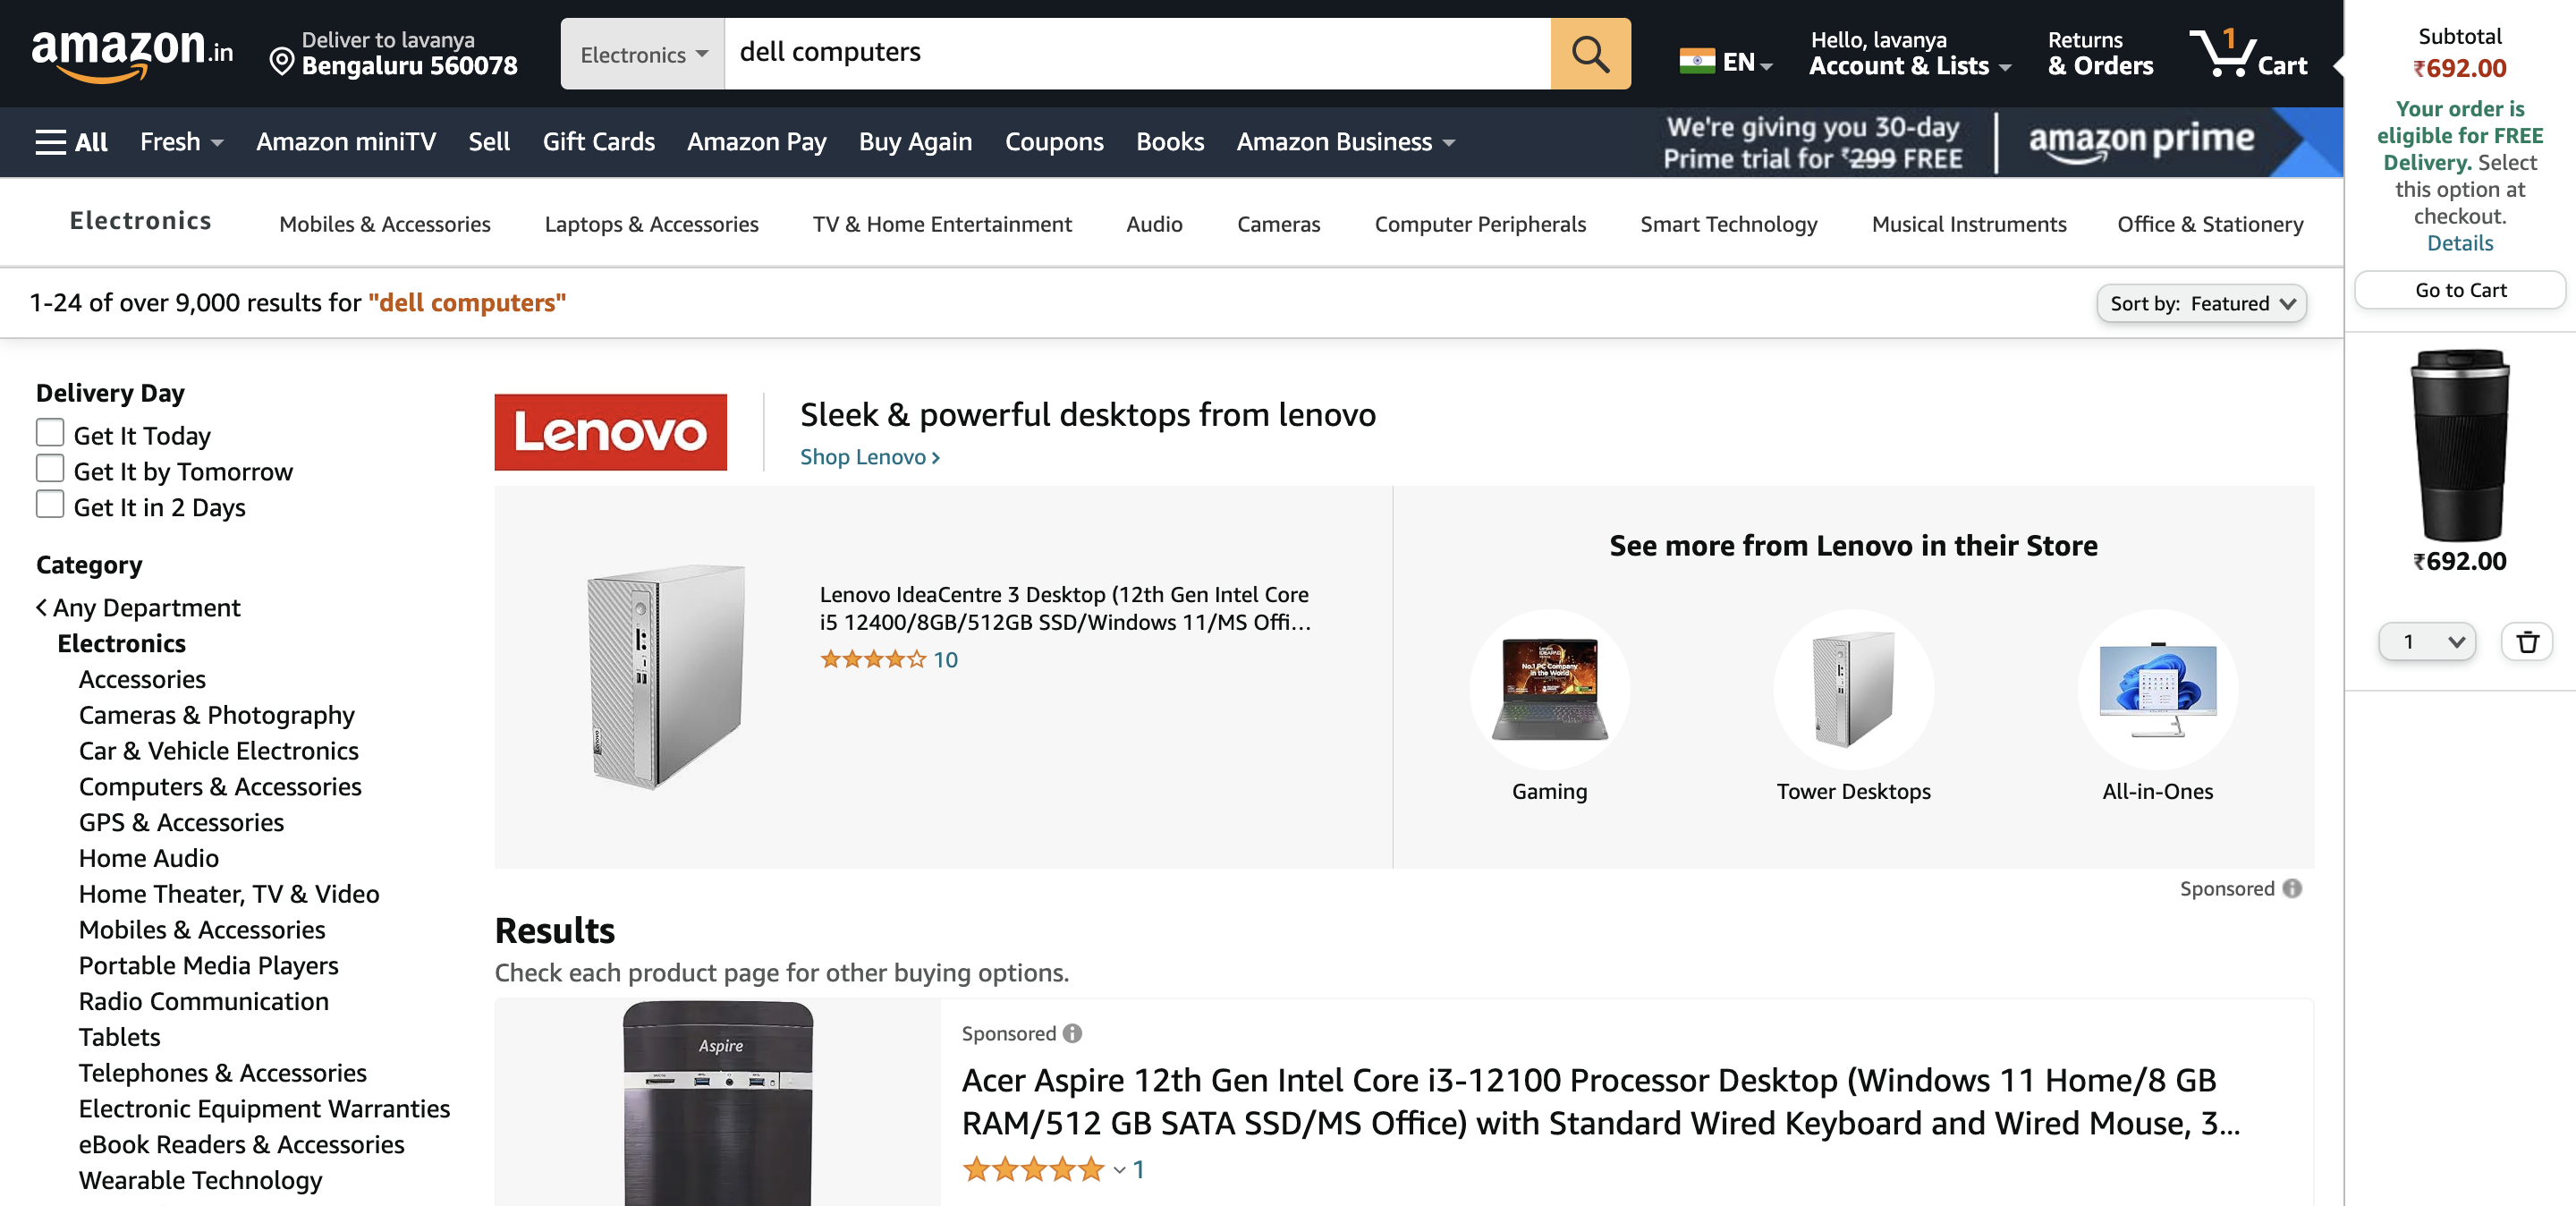 amazon.in
Deliver to lavanya
Bengaluru 560078
Electronics
dell computers
EN
Hello, lavanya
Account & Lists
Returns
& Orders
1
Cart
All
Fresh
Amazon miniTV
Sell
Gift Cards
Amazon Pay
Buy Again
Coupons
Books
Amazon Business
We're giving you 30-day
Prime trial for ₹299 FREE
amazon prime
Electronics
Mobiles & Accessories
Laptops & Accessories
TV & Home Entertainment
Audio
Cameras
Computer Peripherals
Smart Technology
Musical Instruments
Office & Stationery
1-24 of over 9,000 results for "dell computers"
Sort by: Featured
Delivery Day
Get It Today
Get It by Tomorrow
Get It in 2 Days
Category
Any Department
Electronics
Accessories
Cameras & Photography
Car & Vehicle Electronics
Computers & Accessories
GPS & Accessories
Home Audio
Home Theater, TV & Video
Mobiles & Accessories
Portable Media Players
Radio Communication
Tablets
Telephones & Accessories
Electronic Equipment Warranties
eBook Readers & Accessories
Wearable Technology
Lenovo
Sleek & powerful desktops from lenovo
Shop Lenovo ›
Lenovo
Lenovo IdeaCentre 3 Desktop (12th Gen Intel Core
i5 12400/8GB/512GB SSD/Windows 11/MS Offi…
10
See more from Lenovo in their Store
No.1 PC Company
in the World
Gaming
Tower Desktops
All-in-Ones
Sponsored
Results
Check each product page for other buying options.
Aspire
Sponsored
Acer Aspire 12th Gen Intel Core i3-12100 Processor Desktop (Windows 11 Home/8 GB
RAM/512 GB SATA SSD/MS Office) with Standard Wired Keyboard and Wired Mouse, 3...
1
Subtotal
₹692.00
Your order is
eligible for FREE
Delivery. Select
this option at
checkout.
Details
Go to Cart
₹692.00
1